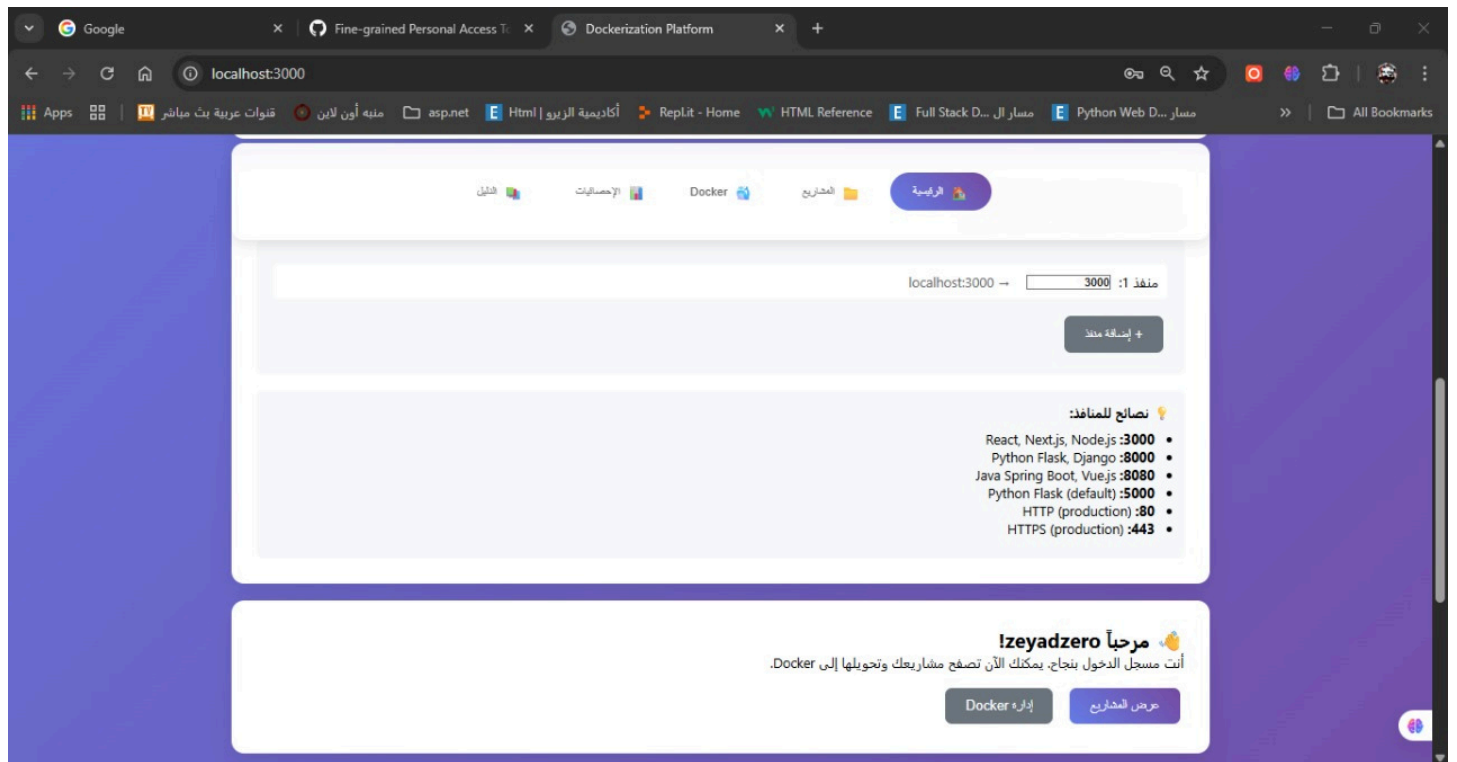 Google
Fine-grained Personal Access To
Dockerization Platform
localhost:3000
Apps
قنوات عربية بث مباشر
منبه أون لاين
asp.net
Html | أكاديمية الزيرو
Repl.it - Home
HTML Reference
Full Stack D... مسار ال
Python Web D... مسار
All Bookmarks
الرئيسية
المشاريع
Docker
الإحصائيات
الدليل
منفذ 1: 3000 → localhost:3000
+ إضافة منفذ
نصائح للمنافذ:
3000: React, Next.js, Node.js
8000: Python Flask, Django
8080: Java Spring Boot, Vue.js
5000: Python Flask (default)
80: HTTP (production)
443: HTTPS (production)
مرحباً zeyadzero!
أنت مسجل الدخول بنجاح. يمكنك الآن تصفح مشاريعك وتحويلها إلى Docker.
عرض المشاريع
إدارة Docker